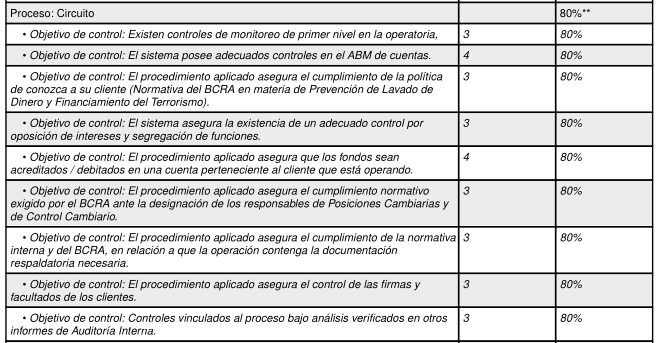 Proceso: Circuito 80%**
• Objetivo de control: Existen controles de monitoreo de primer nivel en la operatoria, 3 80%
• Objetivo de control: El sistema posee adecuados controles en el ABM de cuentas. 4 80%
• Objetivo de control: El procedimiento aplicado asegura el cumplimiento de la política 3 80%
de conozca a su cliente (Normativa del BCRA en materia de Prevención de Lavado de
Dinero y Financiamiento del Terrorismo).
• Objetivo de control: El sistema asegura la existencia de un adecuado control por 3 80%
oposición de intereses y segregación de funciones.
• Objetivo de control: El procedimiento aplicado asegura que los fondos sean 4 80%
acreditados / debitados en una cuenta perteneciente al cliente que está operando.
• Objetivo de control: El procedimiento aplicado asegura el cumplimiento normativo 3 80%
exigido por el BCRA ante la designación de los responsables de Posiciones Cambiarias y
de Control Cambiario.
• Objetivo de control: El procedimiento aplicado asegura el cumplimiento de la normativa 3 80%
interna y del BCRA, en relación a que la operación contenga la documentación
respaldatoria necesaria.
• Objetivo de control: El procedimiento aplicado asegura el control de las firmas y 3 80%
facultados de los clientes.
• Objetivo de control: Controles vinculados al proceso bajo análisis verificados en otros 3 80%
informes de Auditoría Interna.